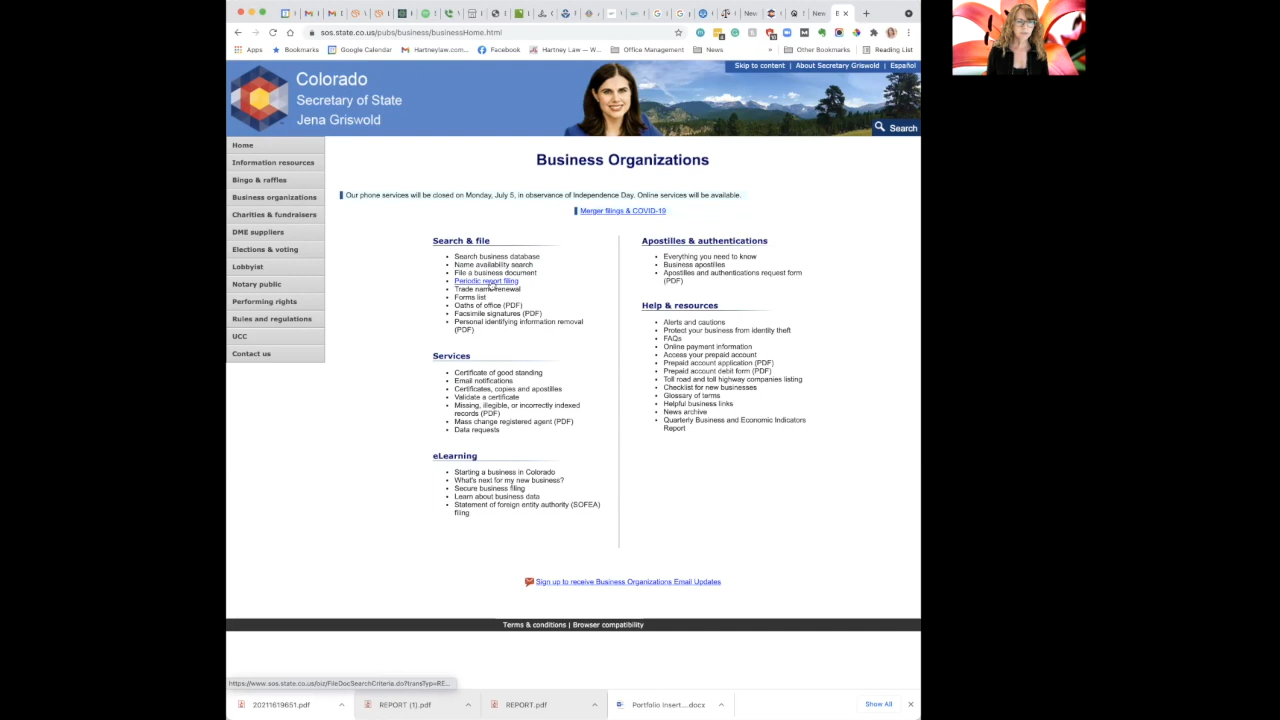 sos.state.co.us/pubs/business/businessHome.html
Apps Bookmarks Google Calendar Hartneylaw.com... Facebook Hartney Law — W... Office Management News » Other Bookmarks Reading List
Skip to content | About Secretary Griswold | Español
Colorado
Secretary of State
Jena Griswold
Search
Home
Information resources
Bingo & raffles
Business organizations
Charities & fundraisers
DME suppliers
Elections & voting
Lobbyist
Notary public
Performing rights
Rules and regulations
UCC
Contact us
Business Organizations
Our phone services will be closed on Monday, July 5, in observance of Independence Day. Online services will be available.
Merger filings & COVID-19
Search & file
Search business database
Name availability search
File a business document
Periodic report filing
Trade name renewal
Forms list
Oaths of office (PDF)
Facsimile signatures (PDF)
Personal identifying information removal
(PDF)
Services
Certificate of good standing
Email notifications
Certificates, copies and apostilles
Validate a certificate
Missing, illegible, or incorrectly indexed
records (PDF)
Mass change registered agent (PDF)
Data requests
eLearning
Starting a business in Colorado
What's next for my new business?
Secure business filing
Learn about business data
Statement of foreign entity authority (SOFEA)
filing
Apostilles & authentications
Everything you need to know
Business apostilles
Apostilles and authentications request form
(PDF)
Help & resources
Alerts and cautions
Protect your business from identity theft
FAQs
Online payment information
Access your prepaid account
Prepaid account application (PDF)
Prepaid account debit form (PDF)
Toll road and toll highway companies listing
Checklist for new businesses
Glossary of terms
Helpful business links
News archive
Quarterly Business and Economic Indicators
Report
Sign up to receive Business Organizations Email Updates
Terms & conditions | Browser compatibility
https://www.sos.state.co.us/biz/FileDocSearchCriteria.do?transTyp=RE...
20211619651.pdf REPORT (1).pdf REPORT.pdf Portfolio Insert....docx Show All